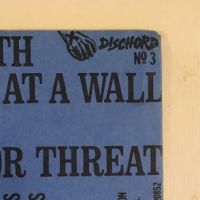 DISCHORD
TH
Nº 3
AT A WALL
OR THREAT